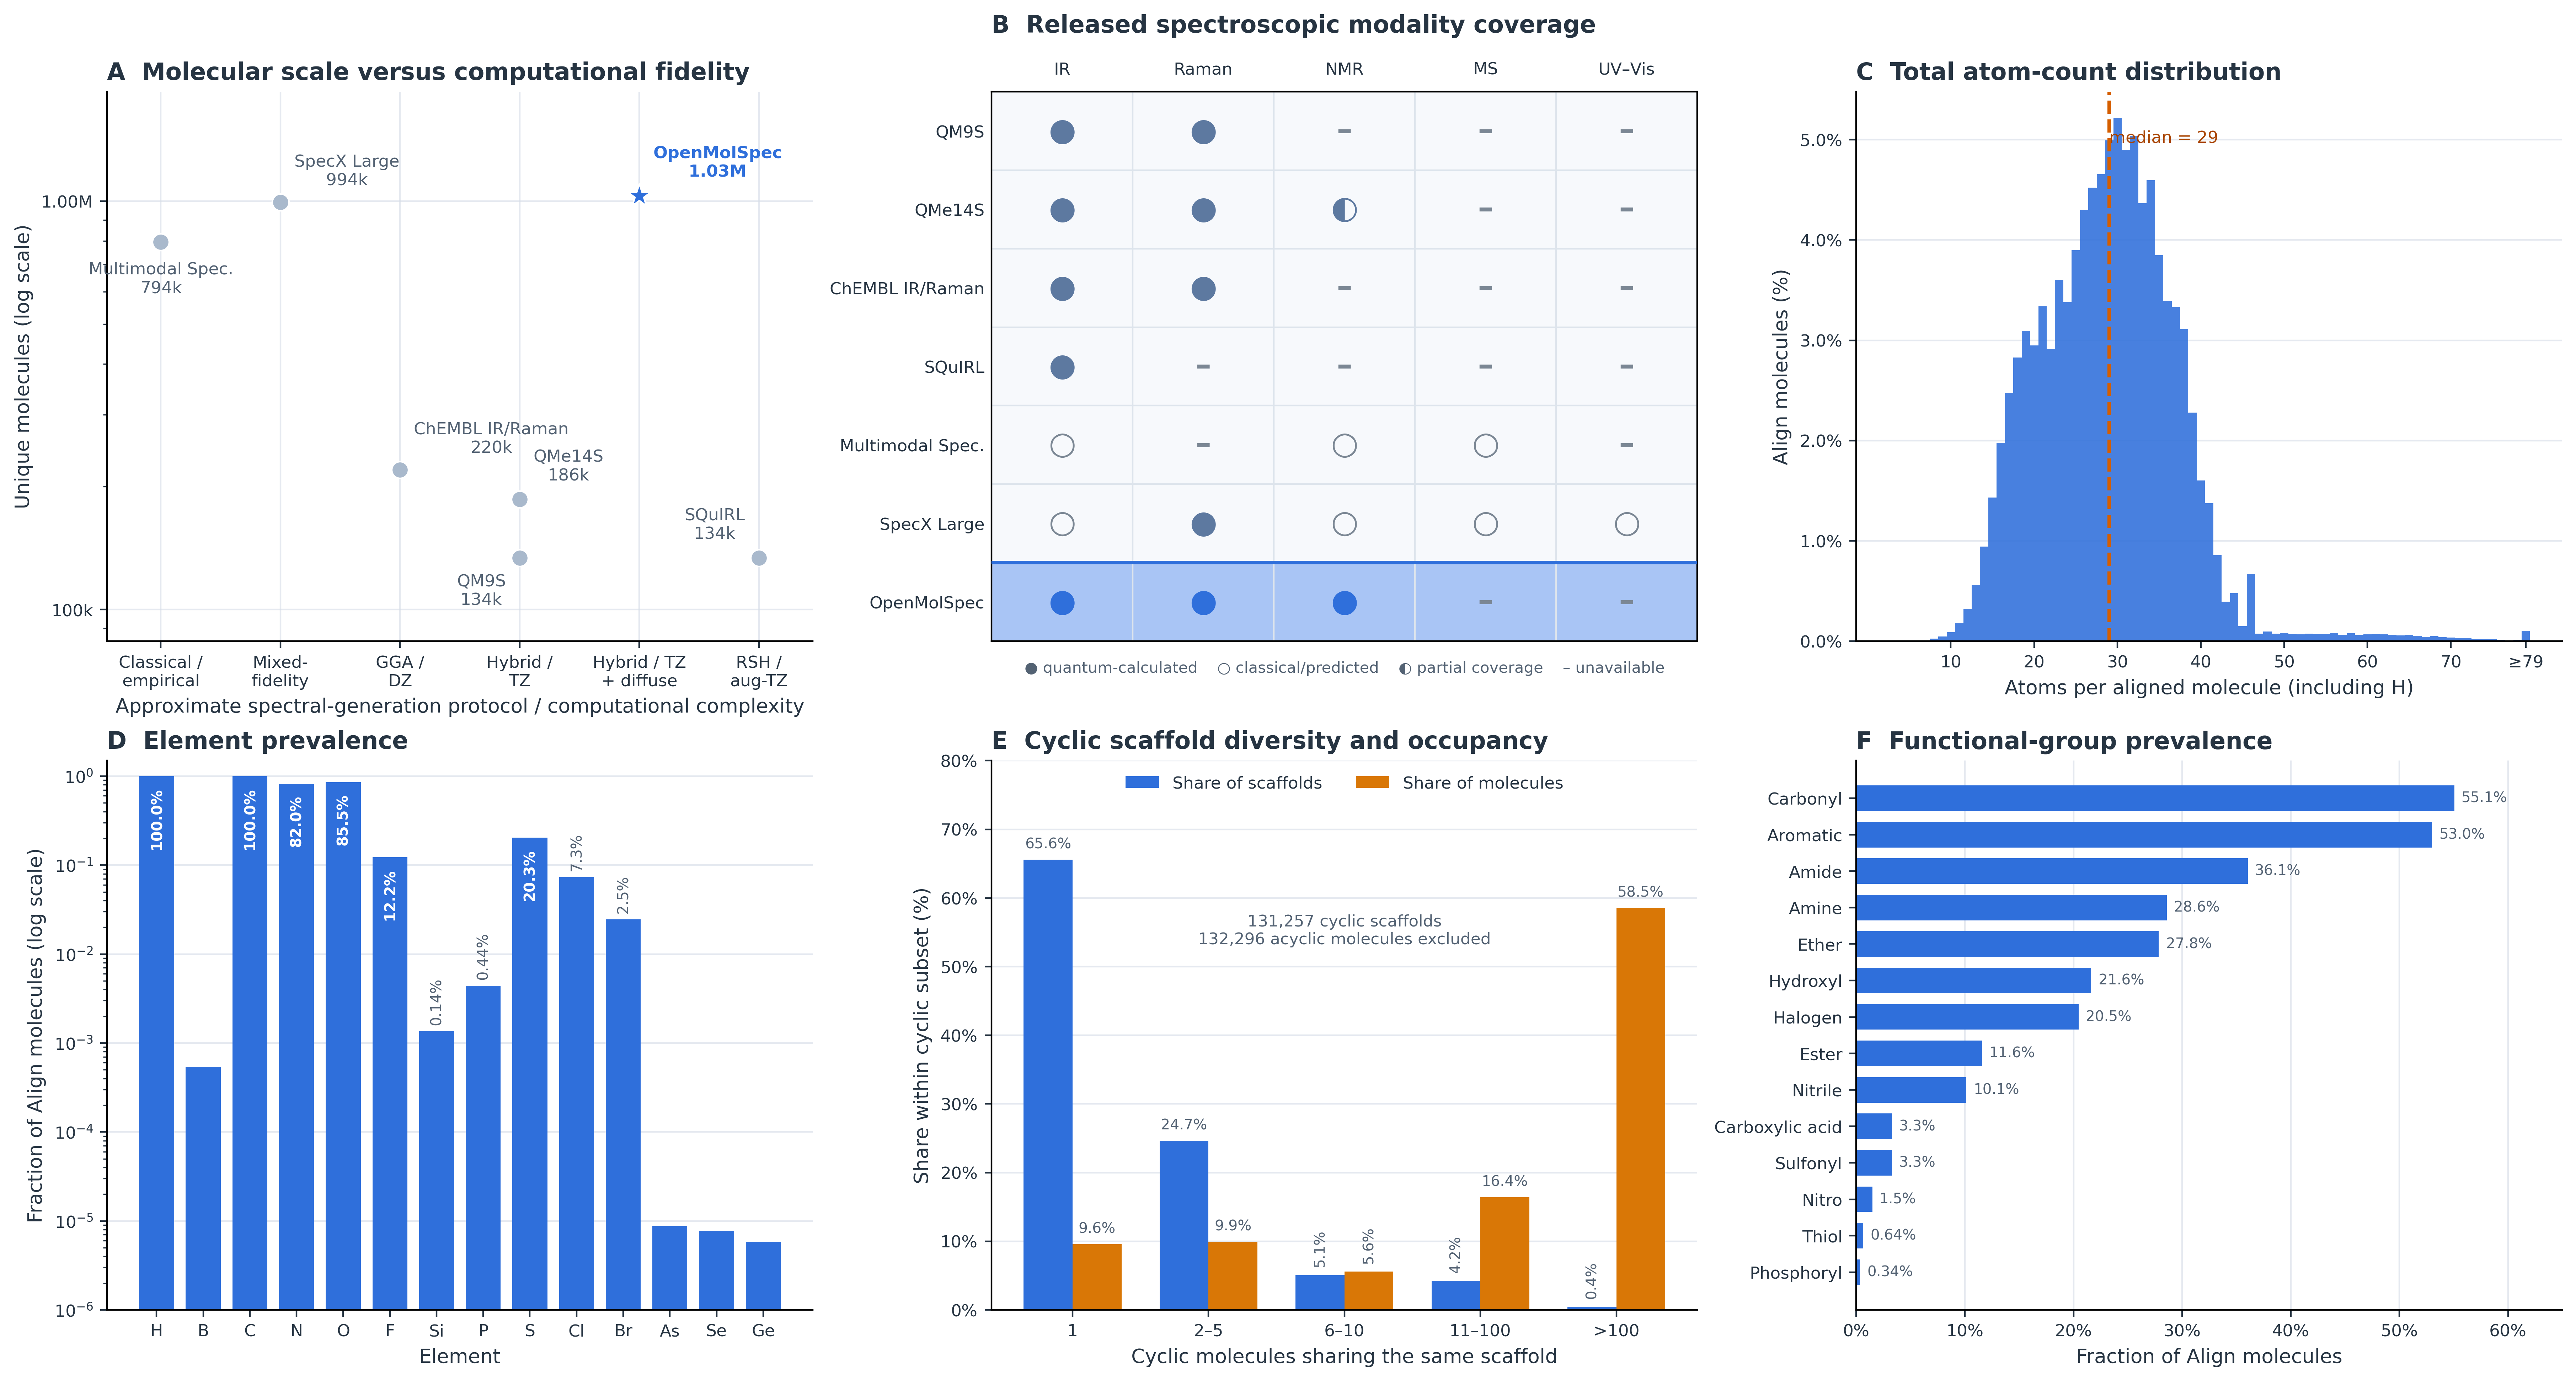 A Molecular scale versus computational fidelity
Unique molecules (log scale)
1.00M
100k
SpecX Large
994k
OpenMolSpec
1.03M
Multimodal Spec.
794k
ChEMBL IR/Raman
220k
QMe14S
186k
SQuIRL
134k
QM9S
134k
Classical /
empirical
Mixed-
fidelity
GGA /
DZ
Hybrid /
TZ
Hybrid / TZ
+ diffuse
RSH /
aug-TZ
Approximate spectral-generation protocol / computational complexity
B Released spectroscopic modality coverage
IR Raman NMR MS UV–Vis
QM9S
QMe14S
ChEMBL IR/Raman
SQuIRL
Multimodal Spec.
SpecX Large
OpenMolSpec
● quantum-calculated ○ classical/predicted ◐ partial coverage – unavailable
C Total atom-count distribution
Align molecules (%)
5.0%
4.0%
3.0%
2.0%
1.0%
0.0%
median = 29
10 20 30 40 50 60 70 ≥79
Atoms per aligned molecule (including H)
D Element prevalence
Fraction of Align molecules (log scale)
10⁰
10⁻¹
10⁻²
10⁻³
10⁻⁴
10⁻⁵
10⁻⁶
100.0%
100.0%
82.0%
85.5%
12.2%
0.14%
0.44%
20.3%
7.3%
2.5%
H B C N O F Si P S Cl Br As Se Ge
Element
E Cyclic scaffold diversity and occupancy
Share within cyclic subset (%)
80%
70%
60%
50%
40%
30%
20%
10%
0%
Share of scaffolds Share of molecules
131,257 cyclic scaffolds
132,296 acyclic molecules excluded
65.6%
9.6%
24.7%
9.9%
5.1%
5.6%
4.2%
16.4%
0.4%
58.5%
1 2–5 6–10 11–100 >100
Cyclic molecules sharing the same scaffold
F Functional-group prevalence
Carbonyl 55.1%
Aromatic 53.0%
Amide 36.1%
Amine 28.6%
Ether 27.8%
Hydroxyl 21.6%
Halogen 20.5%
Ester 11.6%
Nitrile 10.1%
Carboxylic acid 3.3%
Sulfonyl 3.3%
Nitro 1.5%
Thiol 0.64%
Phosphoryl 0.34%
0% 10% 20% 30% 40% 50% 60%
Fraction of Align molecules